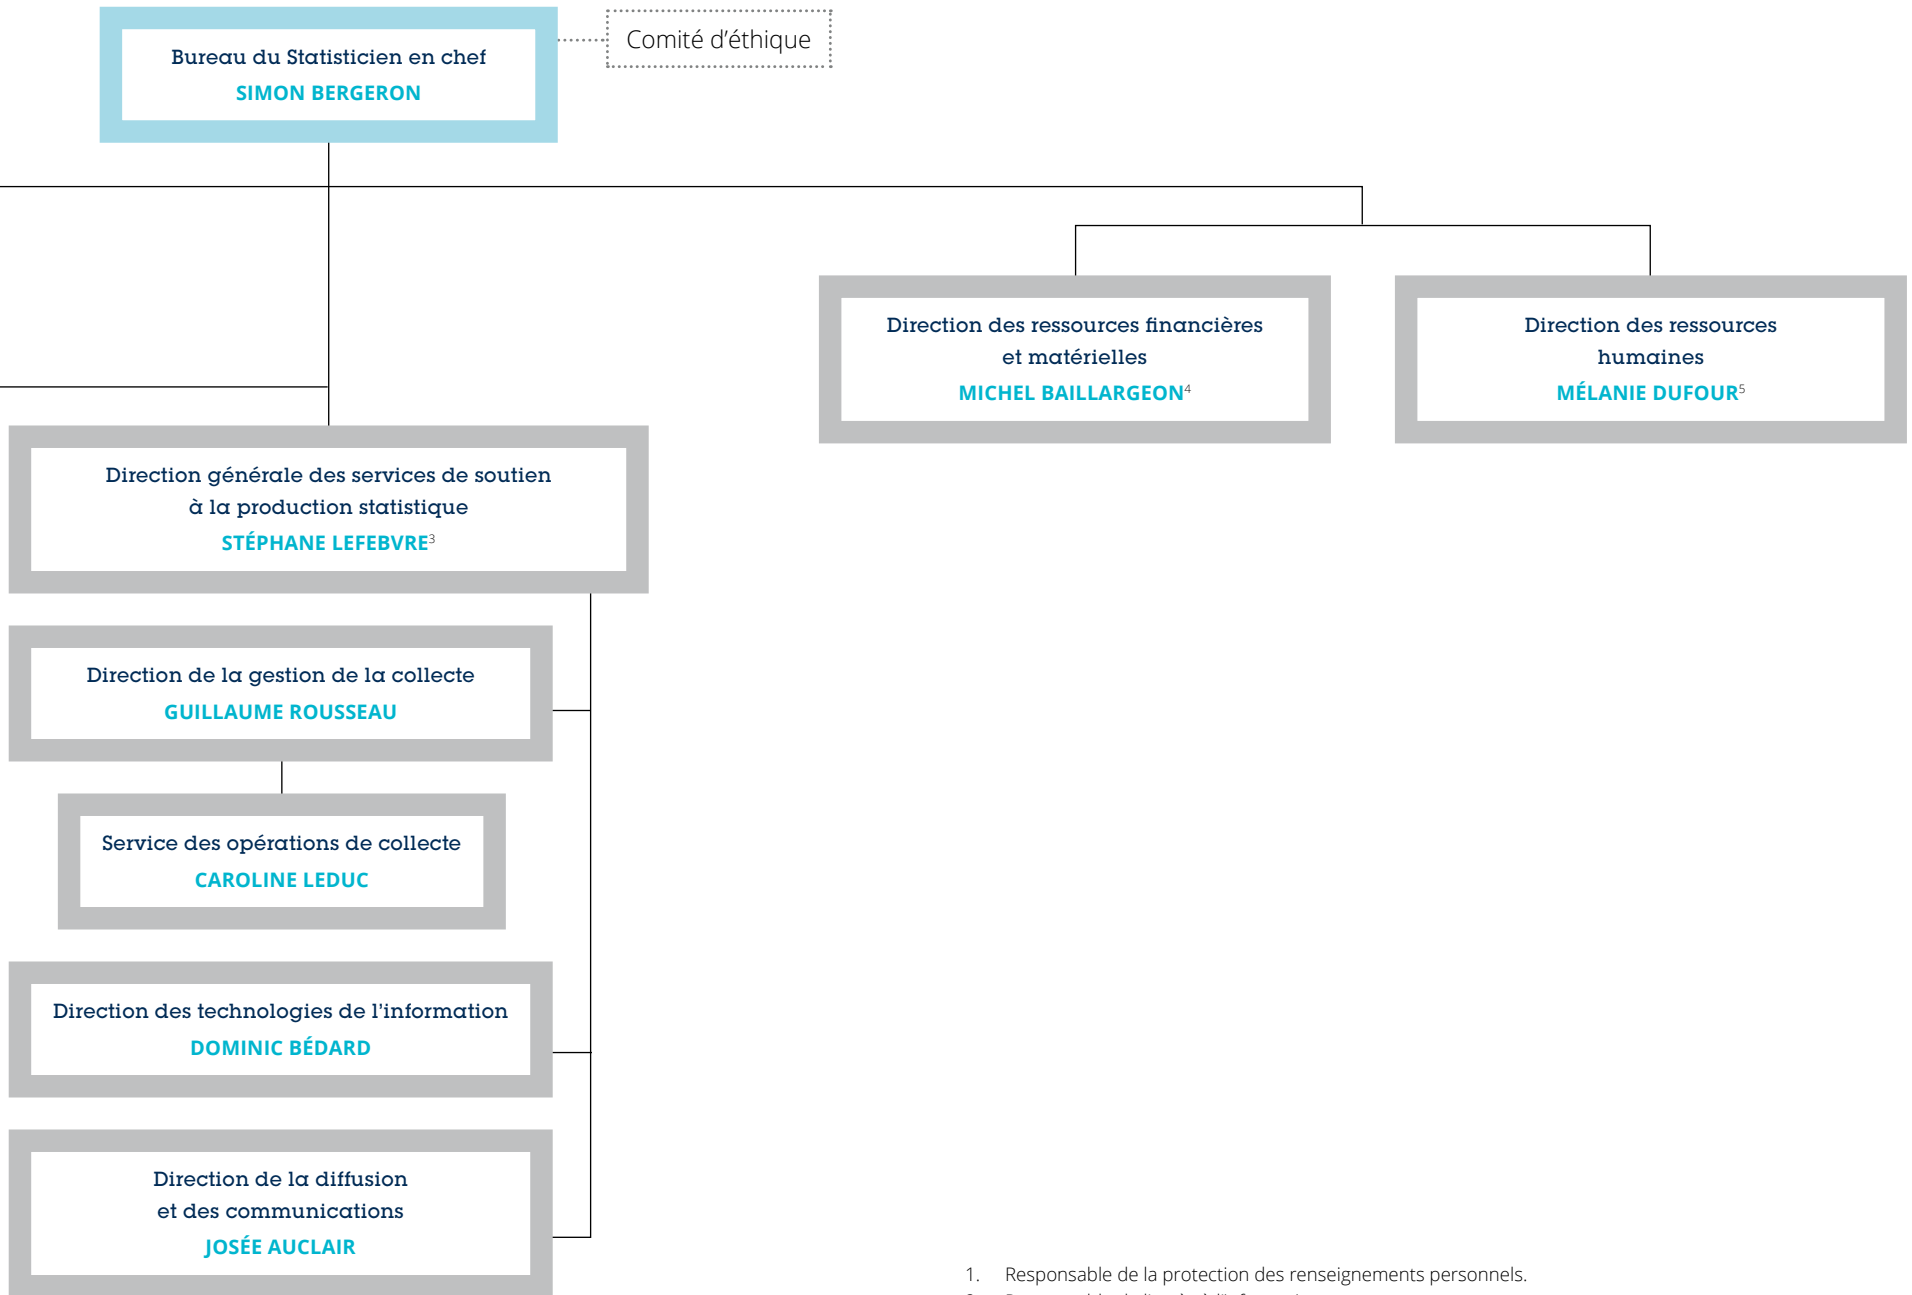 Bureau du Statisticien en chef
SIMON BERGERON
Comité d'éthique
Direction des ressources financières
et matérielles
MICHEL BAILLARGEON⁴
Direction des ressources
humaines
MÉLANIE DUFOUR⁵
Direction générale des services de soutien
à la production statistique
STÉPHANE LEFEBVRE³
Direction de la gestion de la collecte
GUILLAUME ROUSSEAU
Service des opérations de collecte
CAROLINE LEDUC
Direction des technologies de l'information
DOMINIC BÉDARD
Direction de la diffusion
et des communications
JOSÉE AUCLAIR
1. Responsable de la protection des renseignements personnels.